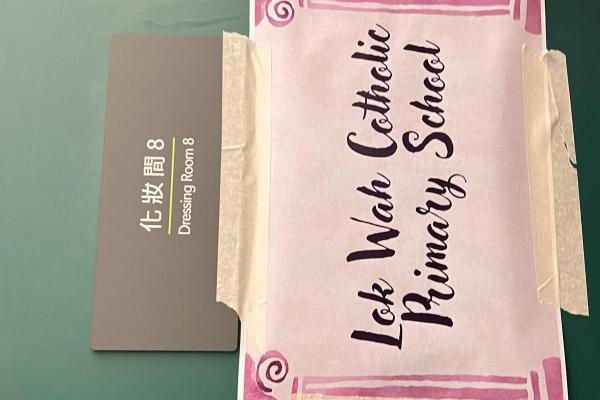 化妝間 8
Dressing Room 8
Lok Wah Catholic
Primary School